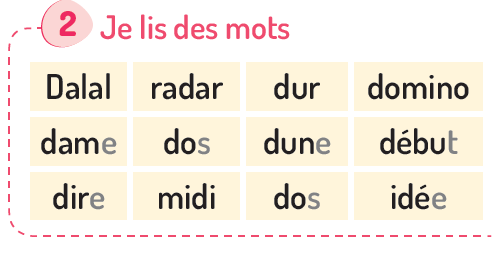 2 Je lis des mots
Dalal radar dur domino
dame dos dune début
dire midi dos idée